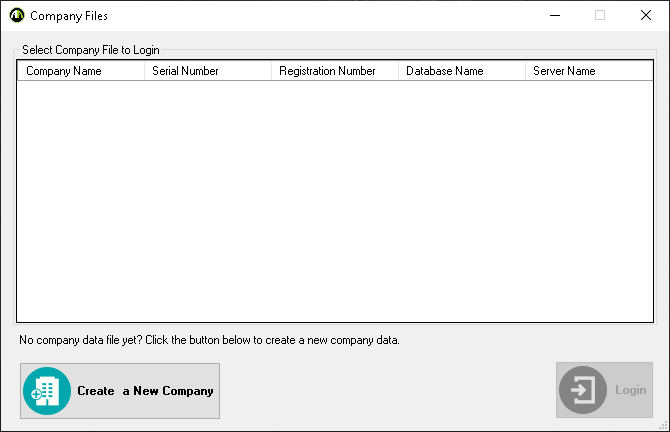 Company Files
Select Company File to Login
Company Name Serial Number Registration Number Database Name Server Name
No company data file yet? Click the button below to create a new company data.
Create a New Company
Login